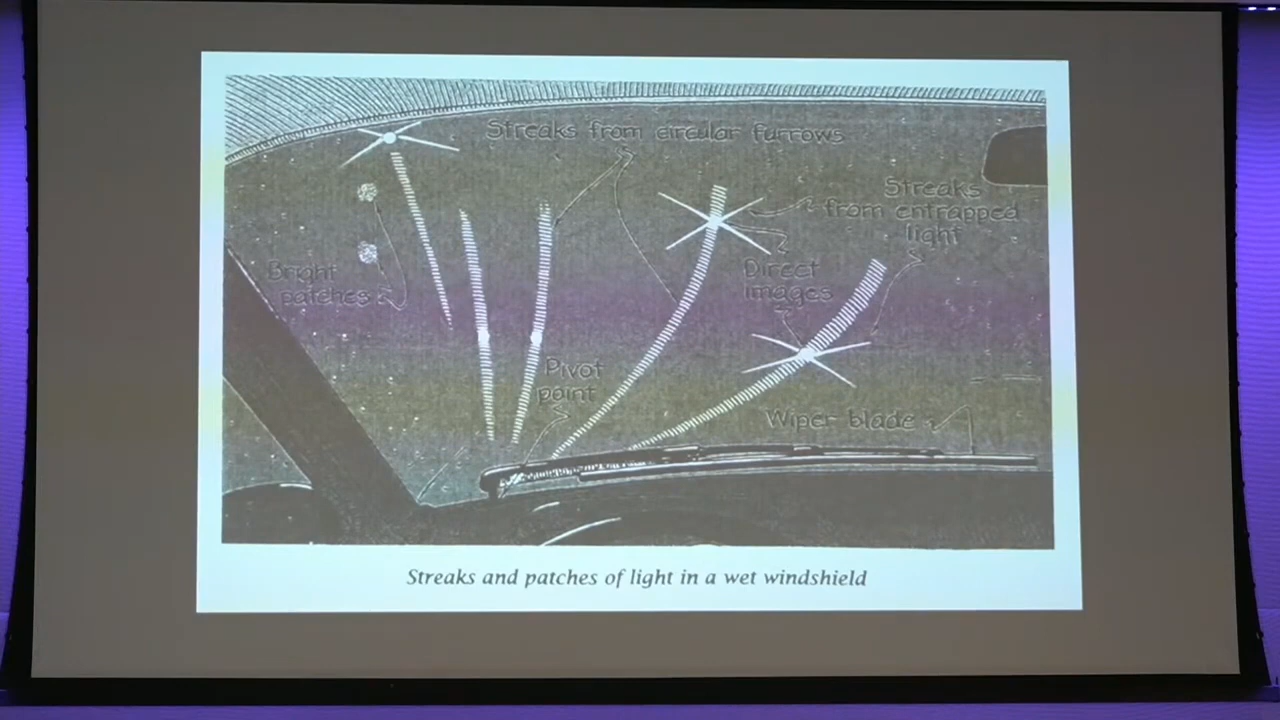 Streaks from circular furrows
Streaks
from entrapped
light
Direct
images
Bright
patches
Pivot
point
Wiper blade
Streaks and patches of light in a wet windshield